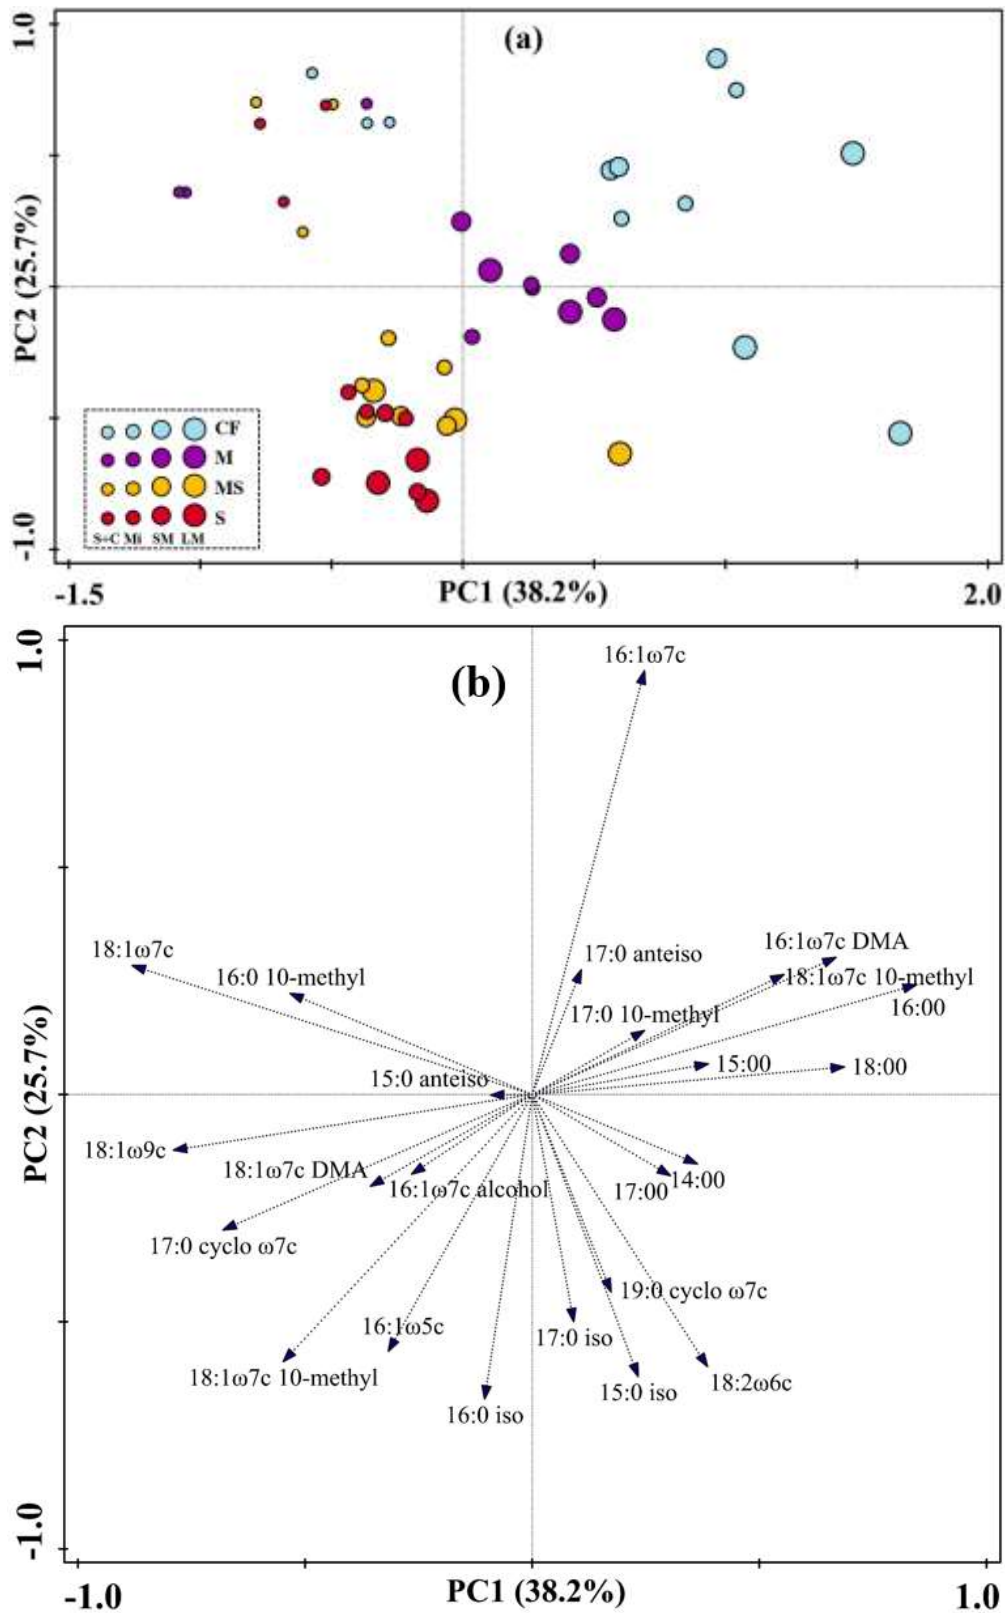 (a)
1.0
PC2 (25.7%)
-1.0
CF
M
MS
S
S+C Mi SM LM
-1.5
PC1 (38.2%)
2.0
1.0
(b)
16:1ω7c
18:1ω7c
16:0 10-methyl
17:0 anteiso
16:1ω7c DMA
18:1ω7c 10-methyl
16:00
17:0 10-methyl
15:00
18:00
15:0 anteiso
PC2 (25.7%)
18:1ω9c
18:1ω7c DMA
16:1ω7c alcohol
17:00
14:00
17:0 cyclo ω7c
19:0 cyclo ω7c
16:1ω5c
17:0 iso
18:1ω7c 10-methyl
15:0 iso
18:2ω6c
16:0 iso
-1.0
-1.0
PC1 (38.2%)
1.0